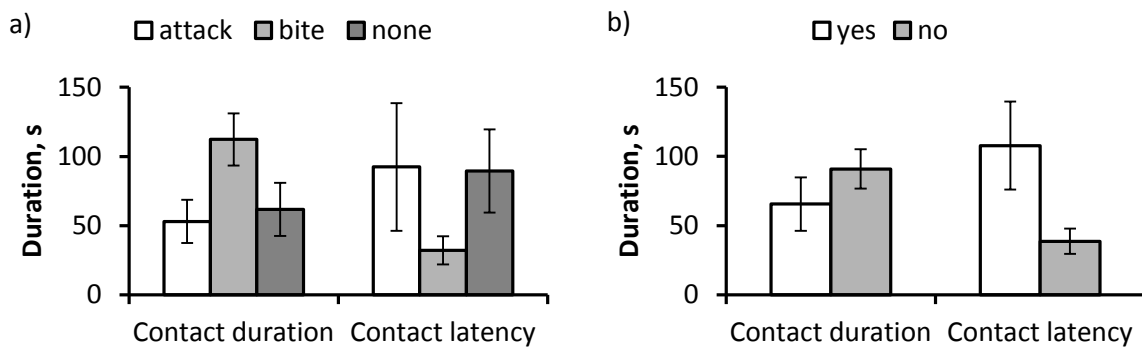 a)
attack bite none
Duration, s
150
100
50
0
Contact duration Contact latency
b)
yes no
Duration, s
150
100
50
0
Contact duration Contact latency